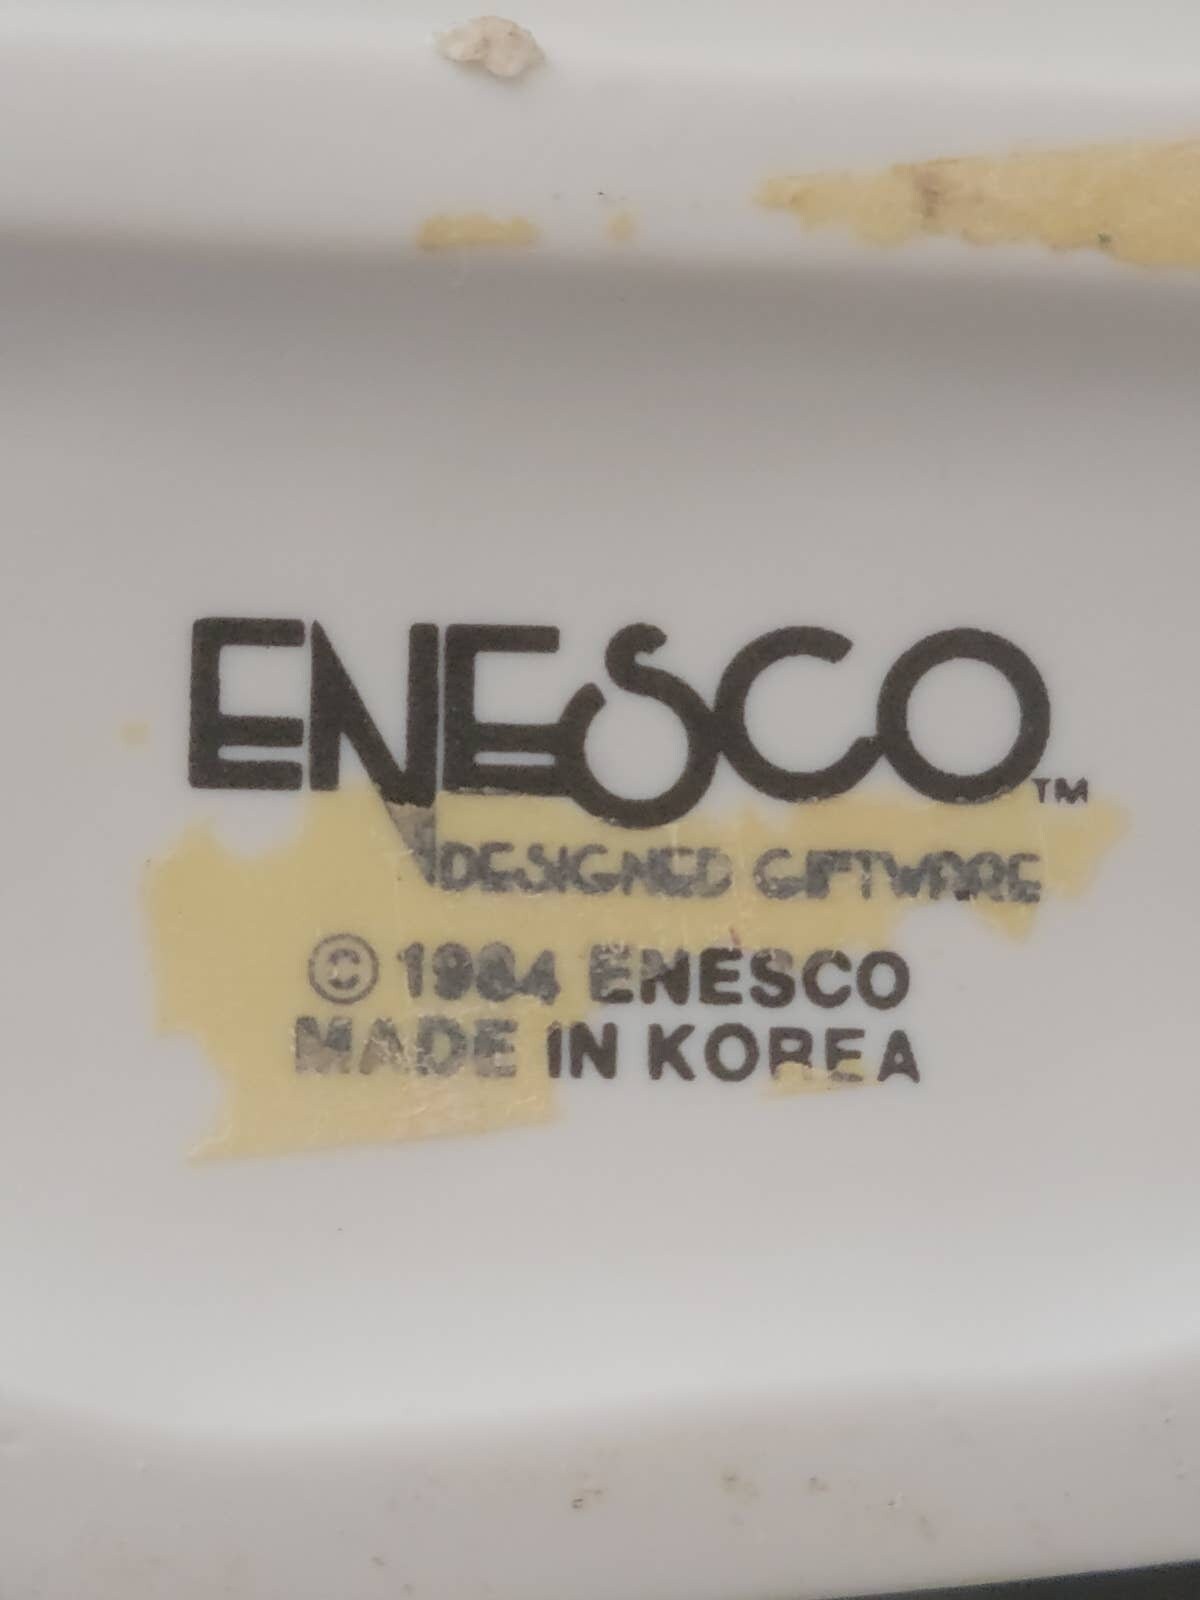 ENESCO™
DESIGNED GIFTWARE
© 1984 ENESCO
MADE IN KOREA